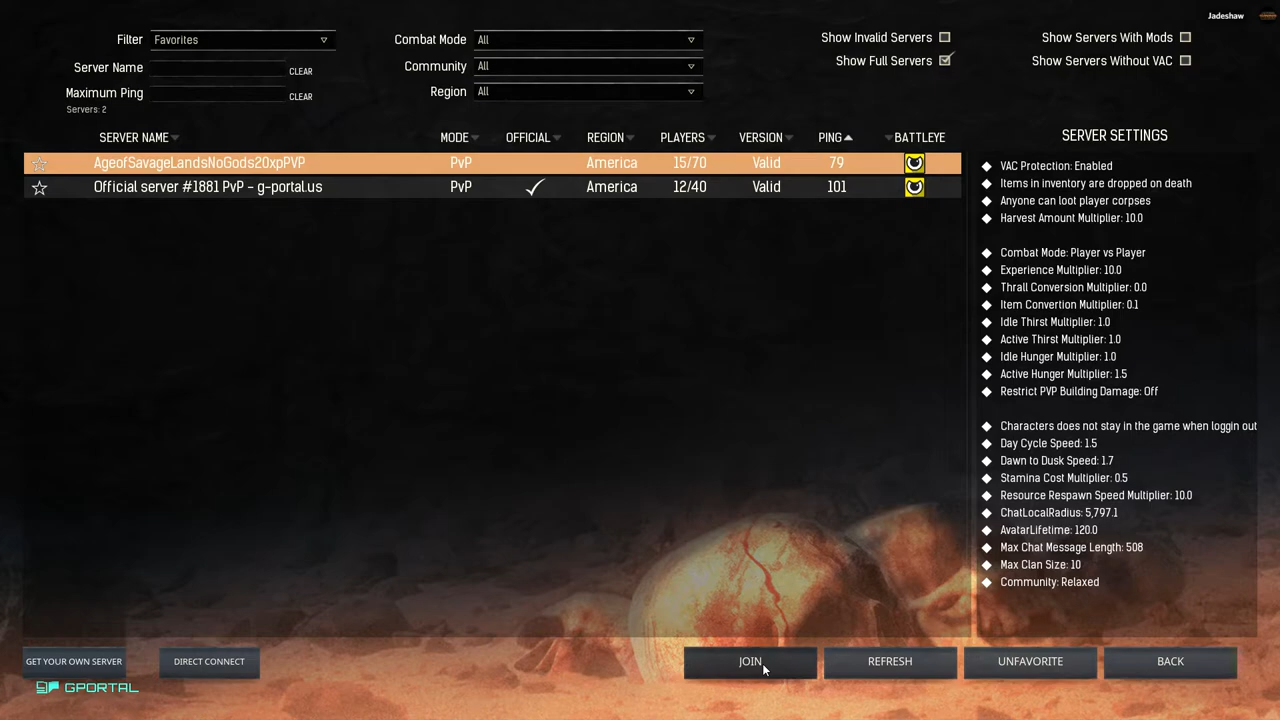 Jadeshaw
Filter Favorites
Server Name CLEAR
Maximum Ping CLEAR
Servers: 2
Combat Mode All
Community All
Region All
Show Invalid Servers
Show Full Servers
Show Servers With Mods
Show Servers Without VAC
SERVER NAME MODE OFFICIAL REGION PLAYERS VERSION PING BATTLEYE
AgeofSavageLandsNoGods20xpPVP PvP America 15/70 Valid 79
Official server #1881 PvP - g-portal.us PvP America 12/40 Valid 101
SERVER SETTINGS
VAC Protection: Enabled
Items in inventory are dropped on death
Anyone can loot player corpses
Harvest Amount Multiplier: 10.0
Combat Mode: Player vs Player
Experience Multiplier: 10.0
Thrall Conversion Multiplier: 0.0
Item Convertion Multiplier: 0.1
Idle Thirst Multiplier: 1.0
Active Thirst Multiplier: 1.0
Idle Hunger Multiplier: 1.0
Active Hunger Multiplier: 1.5
Restrict PVP Building Damage: Off
Characters does not stay in the game when loggin out
Day Cycle Speed: 1.5
Dawn to Dusk Speed: 1.7
Stamina Cost Multiplier: 0.5
Resource Respawn Speed Multiplier: 10.0
ChatLocalRadius: 5,797.1
AvatarLifetime: 120.0
Max Chat Message Length: 508
Max Clan Size: 10
Community: Relaxed
GET YOUR OWN SERVER DIRECT CONNECT JOIN REFRESH UNFAVORITE BACK
GPORTAL